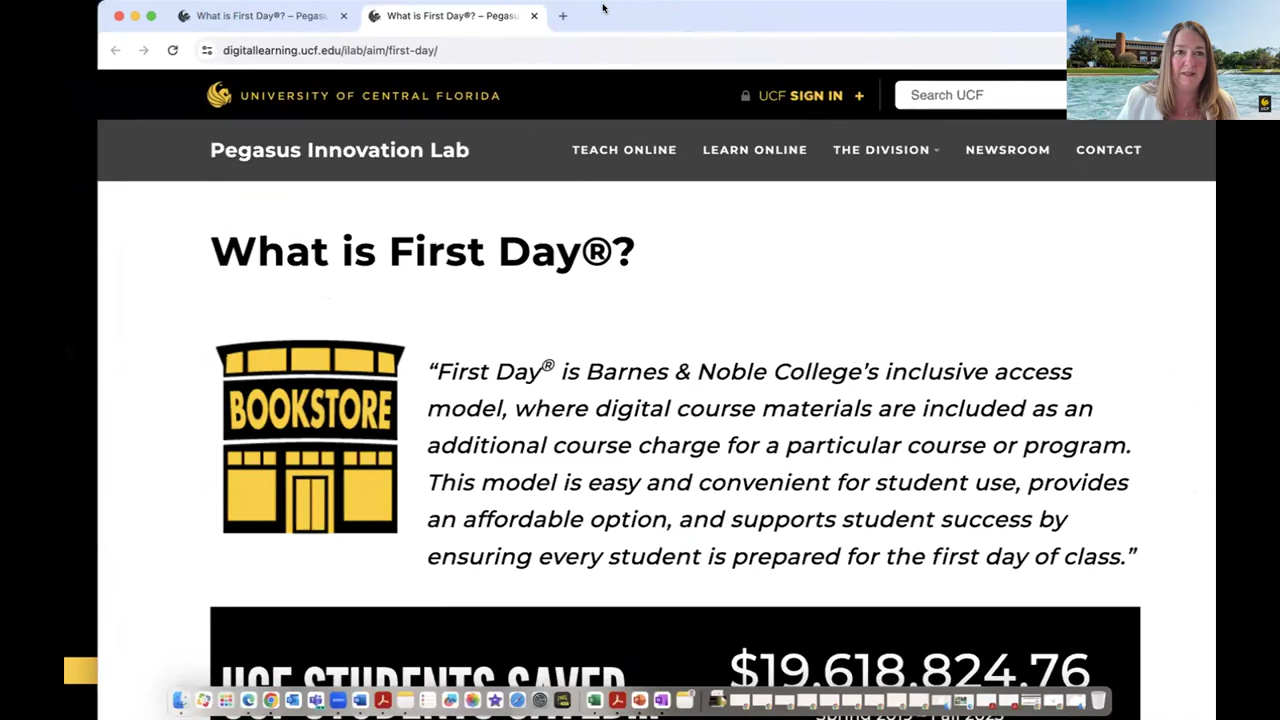 What is First Day®? – Pegasu
What is First Day®? – Pegasu
digitallearning.ucf.edu/ilab/aim/first-day/
UNIVERSITY OF CENTRAL FLORIDA
UCF SIGN IN +
Search UCF
UCF
Pegasus Innovation Lab
TEACH ONLINE
LEARN ONLINE
THE DIVISION
NEWSROOM
CONTACT
What is First Day®?
BOOKSTORE
“First Day® is Barnes & Noble College’s inclusive access
model, where digital course materials are included as an
additional course charge for a particular course or program.
This model is easy and convenient for student use, provides
an affordable option, and supports student success by
ensuring every student is prepared for the first day of class.”
UCF STUDENTS SAVED
$19,618,824.76